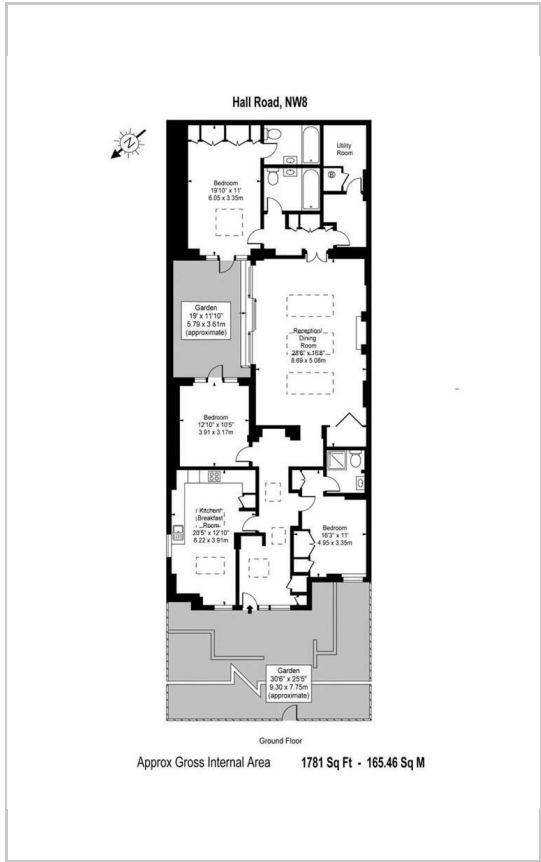 Hall Road, NW8
N
Utility
Room
B
Bedroom
19'10" x 11'
6.05 x 3.35m
Garden
19' x 11'10"
5.79 x 3.61m
(approximate)
Reception/
Dining
Room
28'6" x 16'8"
8.69 x 5.08m
Bedroom
12'10" x 10'5"
3.91 x 3.17m
Kitchen/
Breakfast
Room
20'5" x 12'10"
6.22 x 3.91m
Bedroom
16'3" x 11'
4.95 x 3.35m
Garden
30'6" x 25'5"
9.30 x 7.75m
(approximate)
Ground Floor
Approx Gross Internal Area 1781 Sq Ft - 165.46 Sq M